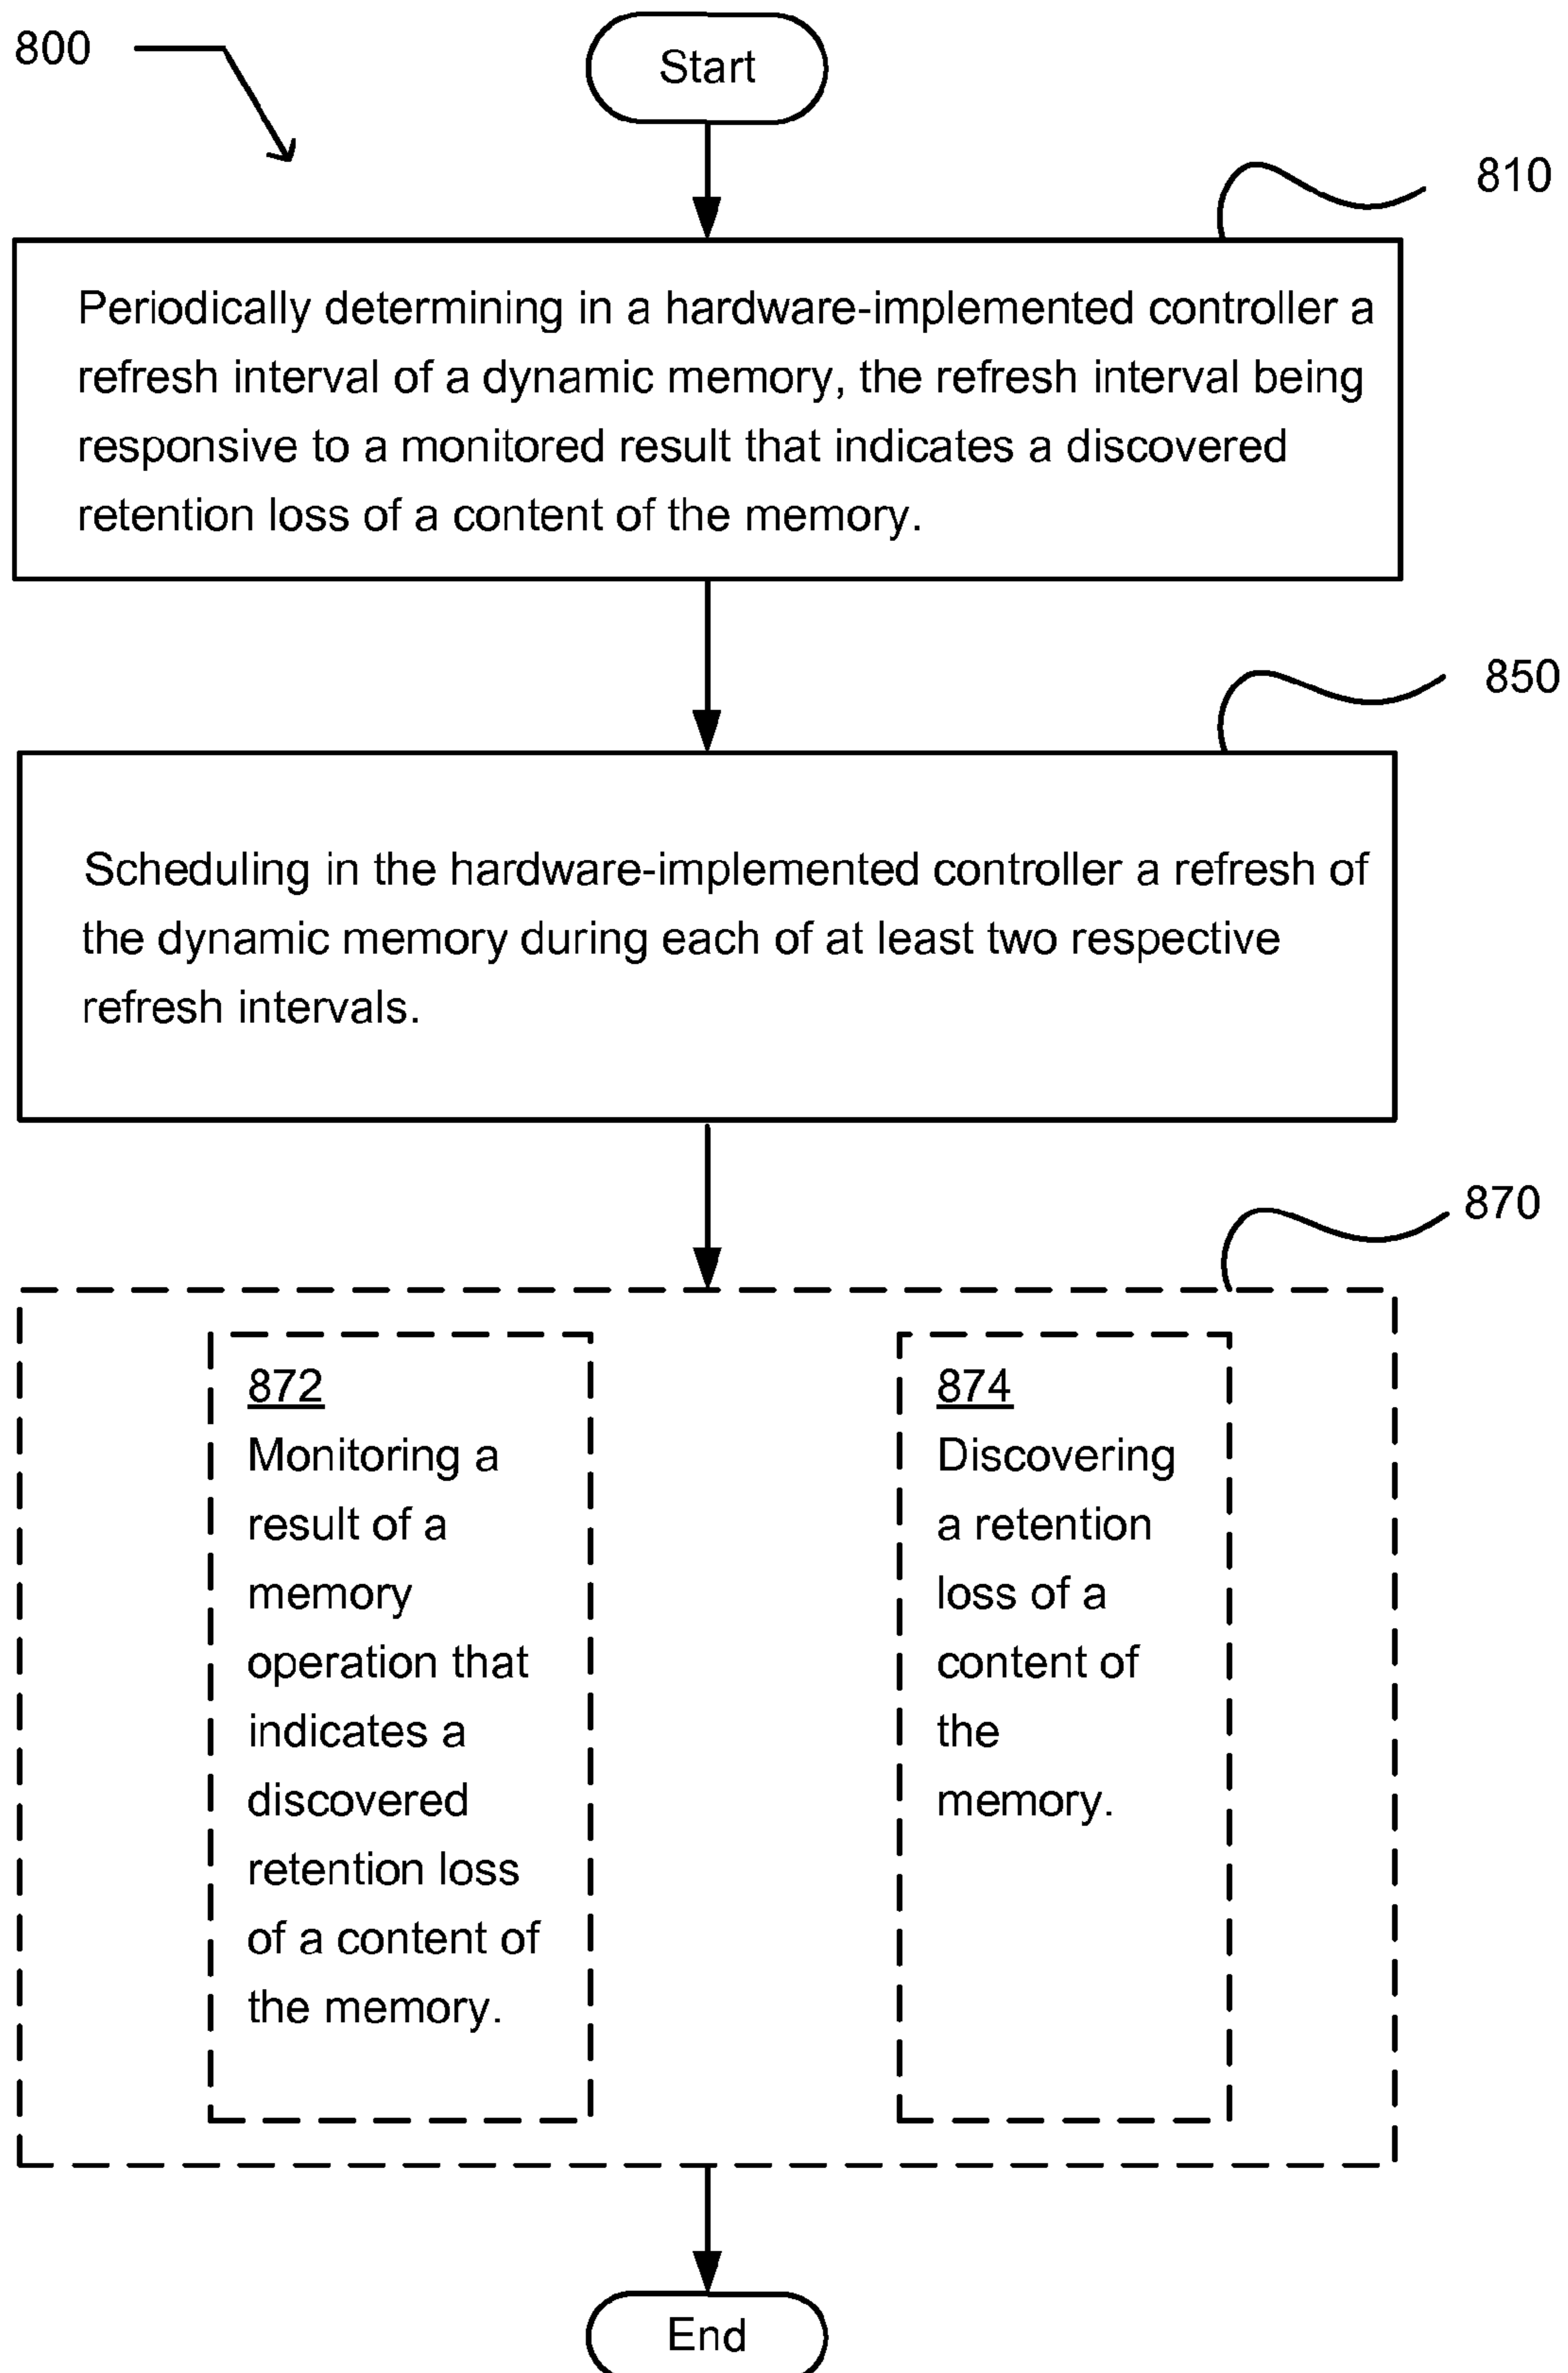 800
Start
810
Periodically determining in a hardware-implemented controller a
refresh interval of a dynamic memory, the refresh interval being
responsive to a monitored result that indicates a discovered
retention loss of a content of the memory.
850
Scheduling in the hardware-implemented controller a refresh of
the dynamic memory during each of at least two respective
refresh intervals.
870
872
Monitoring a
result of a
memory
operation that
indicates a
discovered
retention loss
of a content of
the memory.
874
Discovering
a retention
loss of a
content of
the
memory.
End